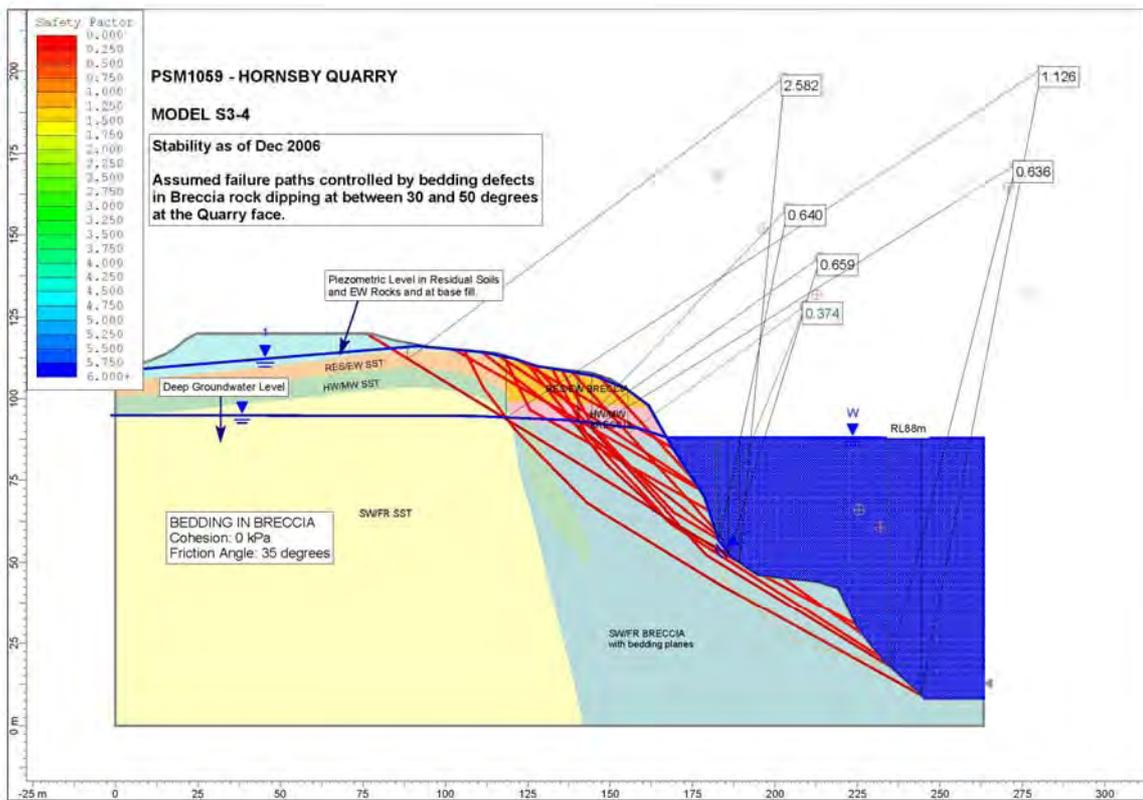 Safety Factor
0.000
0.250
0.500
0.750
1.000
1.250
1.500
1.750
2.000
2.250
2.500
2.750
3.000
3.250
3.500
3.750
4.000
4.250
4.500
4.750
5.000
5.250
5.500
5.750
6.000+
PSM1059 - HORNSBY QUARRY
MODEL S3-4
Stability as of Dec 2006
Assumed failure paths controlled by bedding defects
in Breccia rock dipping at between 30 and 50 degrees
at the Quarry face.
2.582
1.126
0.636
0.640
0.659
0.374
Piezometric Level in Residual Soils
and EW Rocks and at base fill.
1
RES/EW SST
HW/MW SST
Deep Groundwater Level
RES/EW BRECCIA
HW/MW
BRECCIA
W
RL88m
SW/FR SST
BEDDING IN BRECCIA
Cohesion: 0 kPa
Friction Angle: 35 degrees
SW/FR BRECCIA
with bedding planes
200
175
150
125
100
75
50
25
0 m
-25 m
0
25
50
75
100
125
150
175
200
225
250
275
300